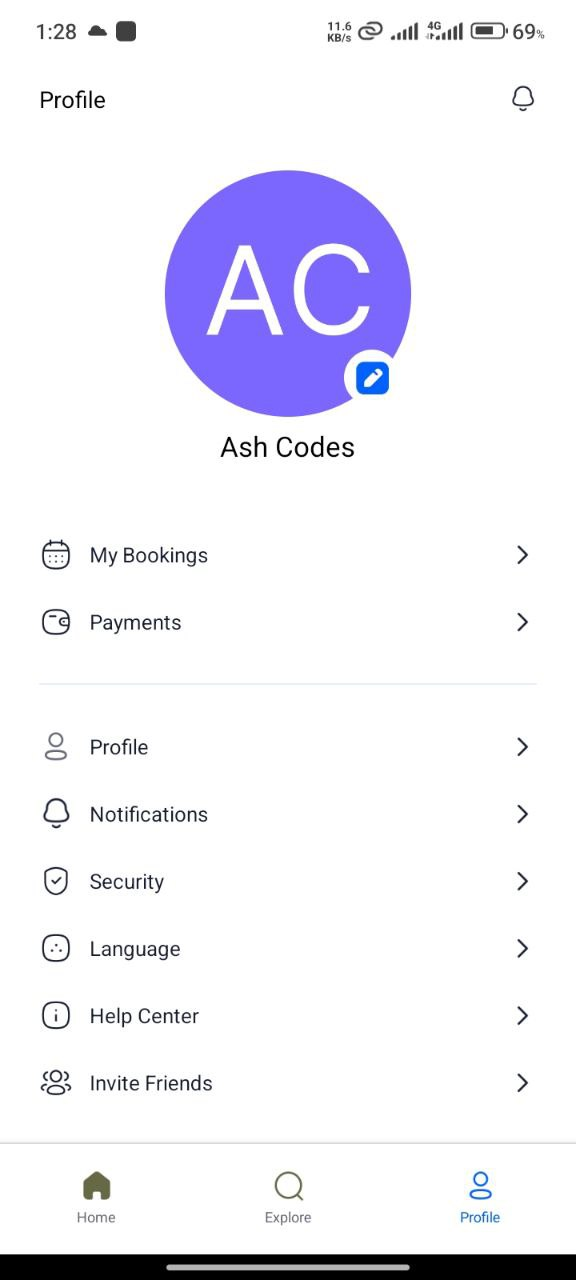 1:28 11.6 KB/s 4G 69%
Profile
AC
Ash Codes
My Bookings
Payments
Profile
Notifications
Security
Language
Help Center
Invite Friends
Home Explore Profile